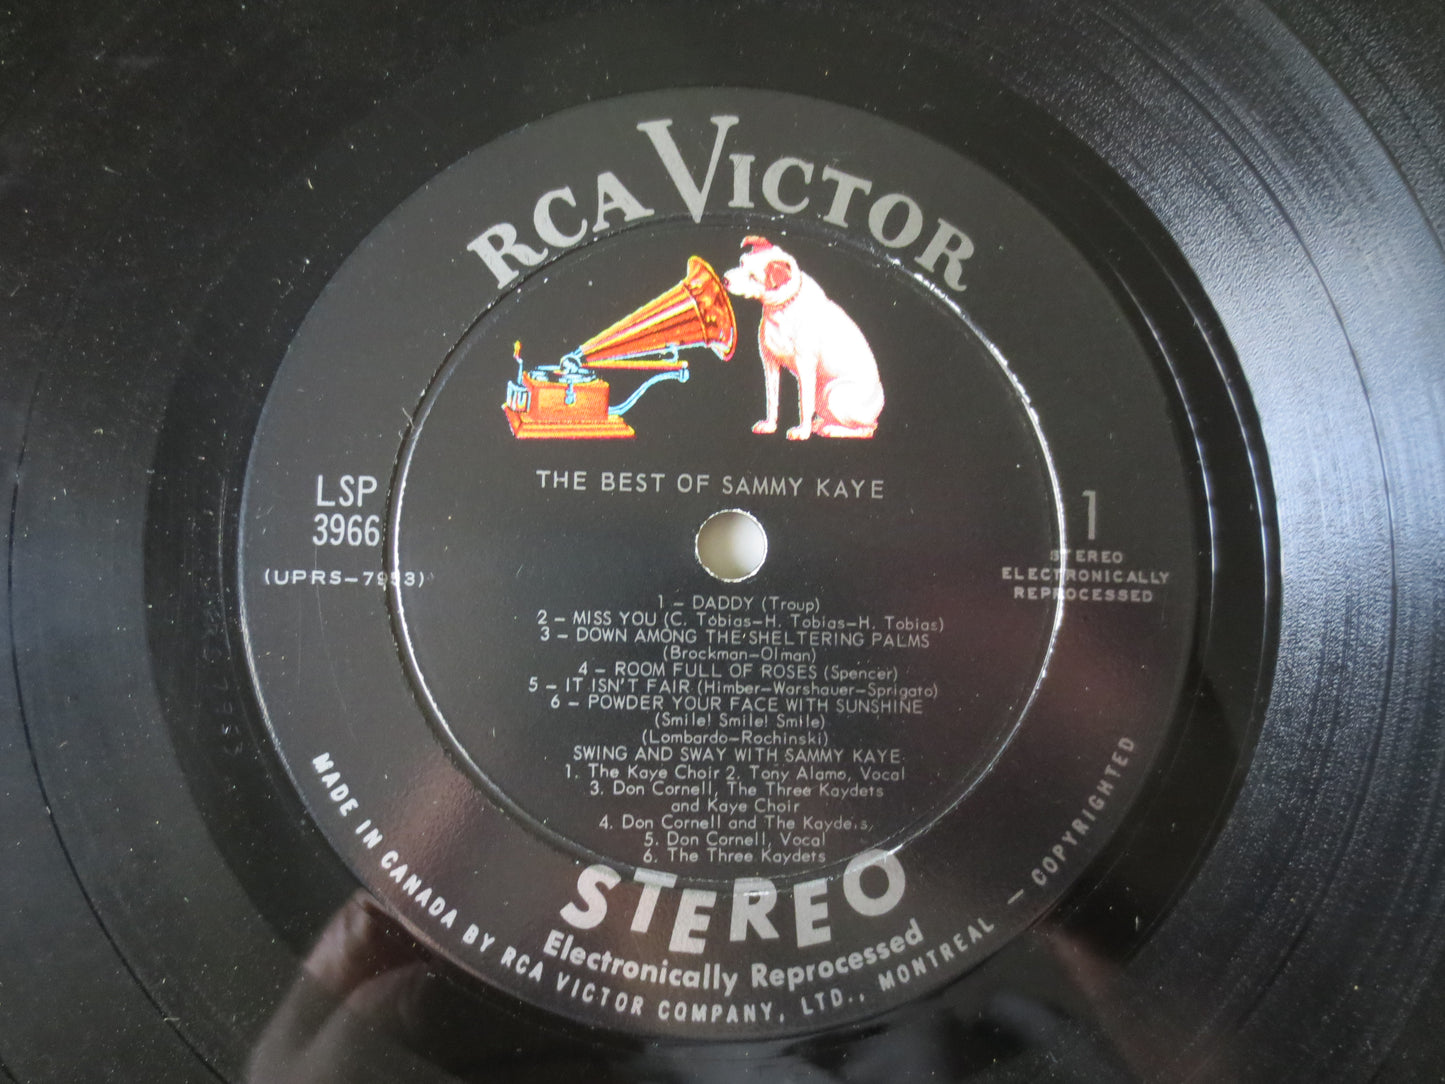 RCA VICTOR
THE BEST OF SAMMY KAYE
LSP
3966
(UPRS-7953)
1
STEREO
ELECTRONICALLY
REPROCESSED
1 - DADDY (Troup)
2 - MISS YOU (C. Tobias-H. Tobias-H. Tobias)
3 - DOWN AMONG THE SHELTERING PALMS
(Brockman-Olman)
4 - ROOM FULL OF ROSES (Spencer)
5 - IT ISN'T FAIR (Himber-Warshauer-Sprigato)
6 - POWDER YOUR FACE WITH SUNSHINE
(Smile! Smile! Smile)
(Lombardo-Rochinski)
SWING AND SWAY WITH SAMMY KAYE
1. The Kaye Choir 2. Tony Alamo, Vocal
3. Don Cornell, The Three Kaydets
and Kaye Choir
4. Don Cornell and The Kaydets,
5. Don Cornell, Vocal
6. The Three Kaydets
STEREO
Electronically Reprocessed
MADE IN CANADA BY RCA VICTOR COMPANY, LTD., MONTREAL - COPYRIGHTED